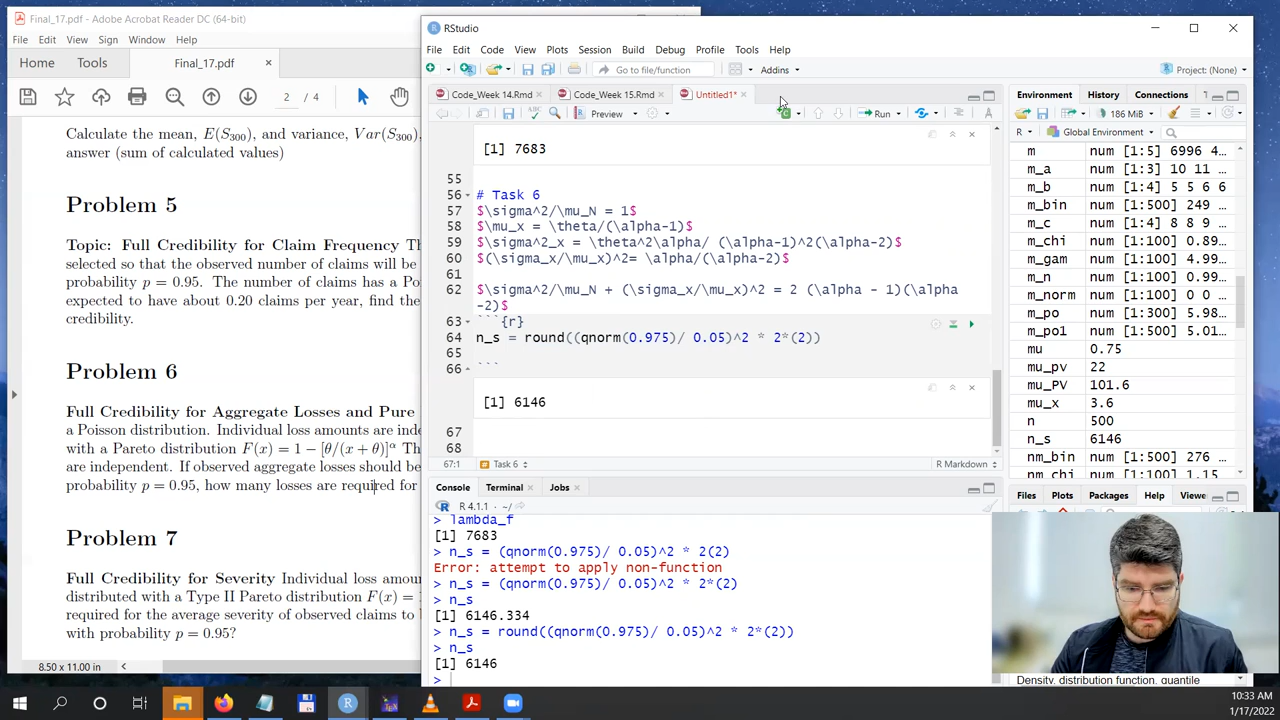 Final_17.pdf - Adobe Acrobat Reader DC (64-bit)
File Edit View Sign Window Help
Home Tools Final_17.pdf ×
2 / 4
Calculate the mean, E(S300), and variance, Var(S300),
answer (sum of calculated values)
Problem 5
Topic: Full Credibility for Claim Frequency Th
selected so that the observed number of claims will be
probability p = 0.95. The number of claims has a Po
expected to have about 0.20 claims per year, find the
credibility.
Problem 6
Full Credibility for Aggregate Losses and Pure
a Poisson distribution. Individual loss amounts are inde
with a Pareto distribution F(x) = 1 − [θ/(x + θ)]^α Th
are independent. If observed aggregate losses should be
probability p = 0.95, how many losses are required for
Problem 7
Full Credibility for Severity Individual loss amoun
distributed with a Type II Pareto distribution F(x) =
required for the average severity of observed claims to
with probability p = 0.95?
8.50 x 11.00 in
RStudio
File Edit Code View Plots Session Build Debug Profile Tools Help
Go to file/function Addins Project: (None)
Code_Week 14.Rmd × Code_Week 15.Rmd × Untitled1* ×
Preview Run
[1] 7683
55
56 # Task 6
57 $\sigma^2/\mu_N = 1$
58 $\mu_x = \theta/(\alpha-1)$
59 $\sigma^2_x = \theta^2\alpha/ (\alpha-1)^2(\alpha-2)$
60 $(\sigma_x/\mu_x)^2= \alpha/(\alpha-2)$
61
62 $\sigma^2/\mu_N + (\sigma_x/\mu_x)^2 = 2 (\alpha - 1)(\alpha
-2)$
63 ```{r}
64 n_s = round((qnorm(0.975)/ 0.05)^2 * 2*(2))
65
66 ```
[1] 6146
67
68
67:1 Task 6 R Markdown
Console Terminal × Jobs ×
R 4.1.1 · ~/
> lambda_f
[1] 7683
> n_s = (qnorm(0.975)/ 0.05)^2 * 2(2)
Error: attempt to apply non-function
> n_s = (qnorm(0.975)/ 0.05)^2 * 2*(2)
> n_s
[1] 6146.334
> n_s = round((qnorm(0.975)/ 0.05)^2 * 2*(2))
> n_s
[1] 6146
>
Environment History Connections
186 MiB
R Global Environment
m num [1:5] 6996 4…
m_a num [1:3] 10 11 …
m_b num [1:4] 5 5 6 6
m_bin num [1:500] 249 …
m_c num [1:4] 8 8 9 …
m_chi num [1:100] 0.89…
m_gam num [1:100] 4.99…
m_n num [1:100] 0.99…
m_norm num [1:100] 0 0 …
m_po num [1:300] 5.98…
m_po1 num [1:500] 5.01…
mu 0.75
mu_pv 22
mu_PV 101.6
mu_x 3.6
n 500
n_s 6146
nm_bin num [1:500] 276 …
nm_chi num [1:100] 1.15
Files Plots Packages Help Viewe
Density, distribution function, quantile
10:33 AM
1/17/2022